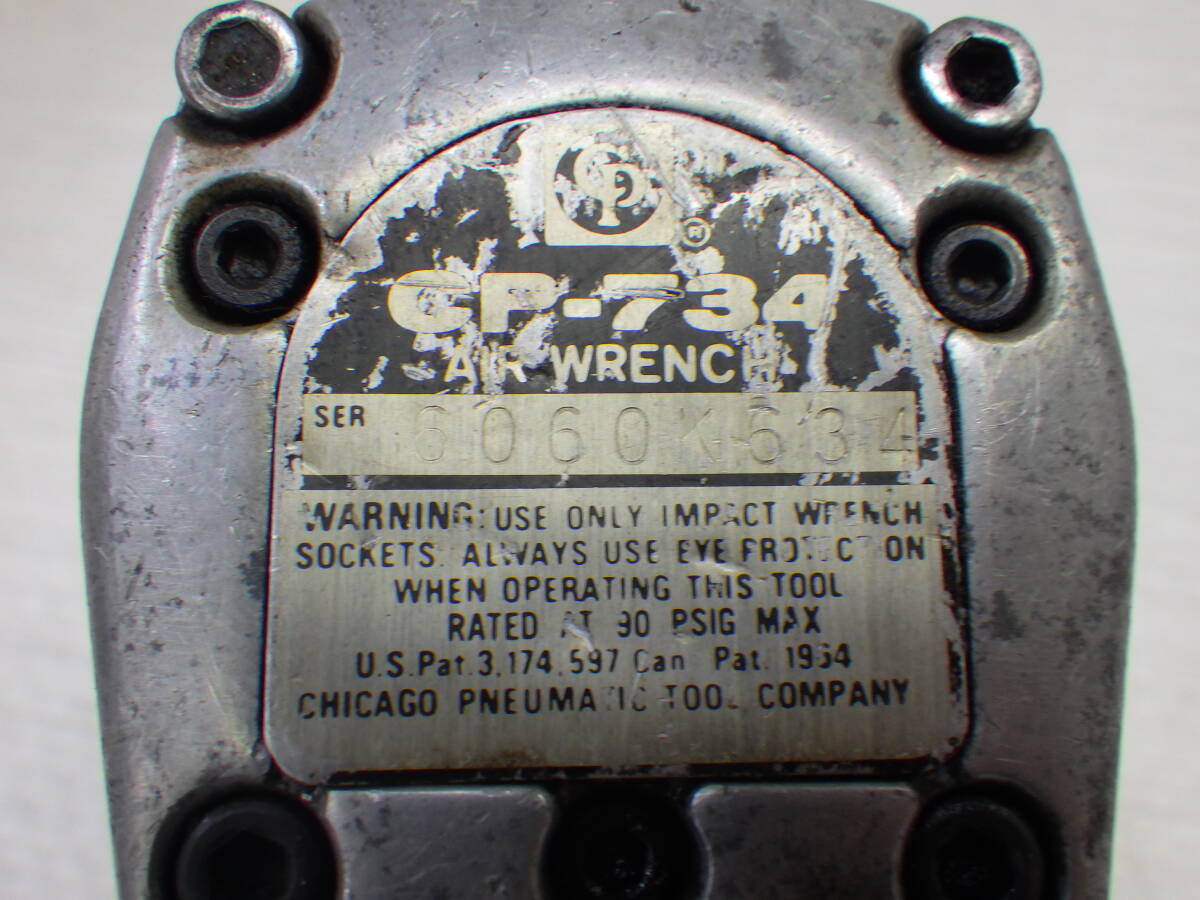 CP
®
CP-734
AIR WRENCH
SER 6060K634
WARNING: USE ONLY IMPACT WRENCH
SOCKETS. ALWAYS USE EYE PROTECTION
WHEN OPERATING THIS TOOL
RATED AT 90 PSIG MAX
U.S. Pat. 3,174,597 Can Pat. 1964
CHICAGO PNEUMATIC TOOL COMPANY